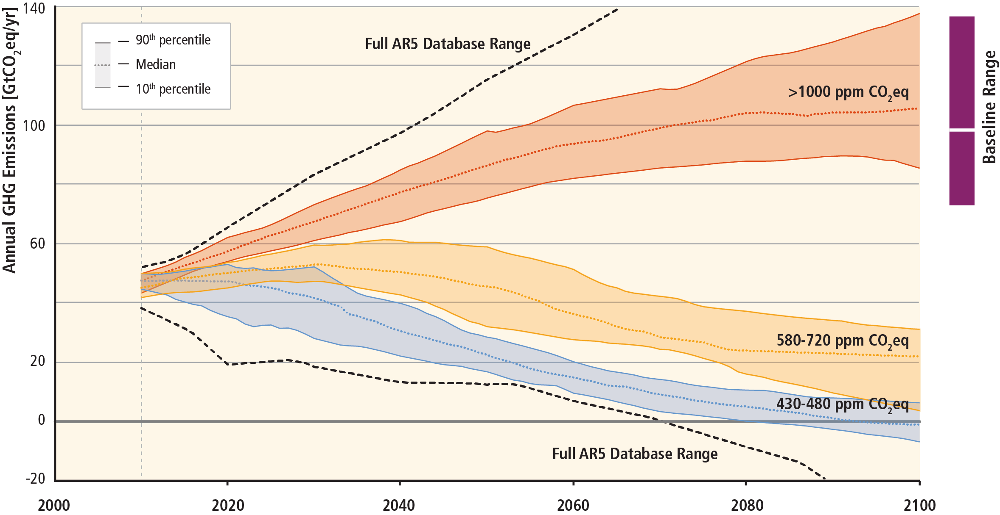 Annual GHG Emissions [GtCO₂eq/yr]
140
100
60
20
0
-20
90th percentile
Median
10th percentile
Full AR5 Database Range
>1000 ppm CO₂eq
580-720 ppm CO₂eq
430-480 ppm CO₂eq
Full AR5 Database Range
Baseline Range
2000
2020
2040
2060
2080
2100